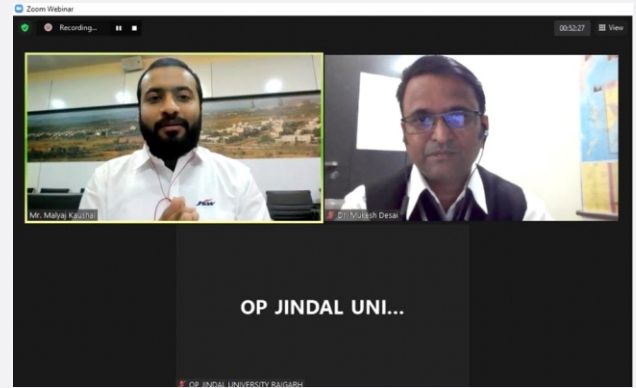 Zoom Webinar
Recording...
00:52:27
View
JSW
Mr. Malyaj Kaushal
Dr. Mukesh Desai
OP JINDAL UNI...
OP JINDAL UNIVERSITY RAIGARH